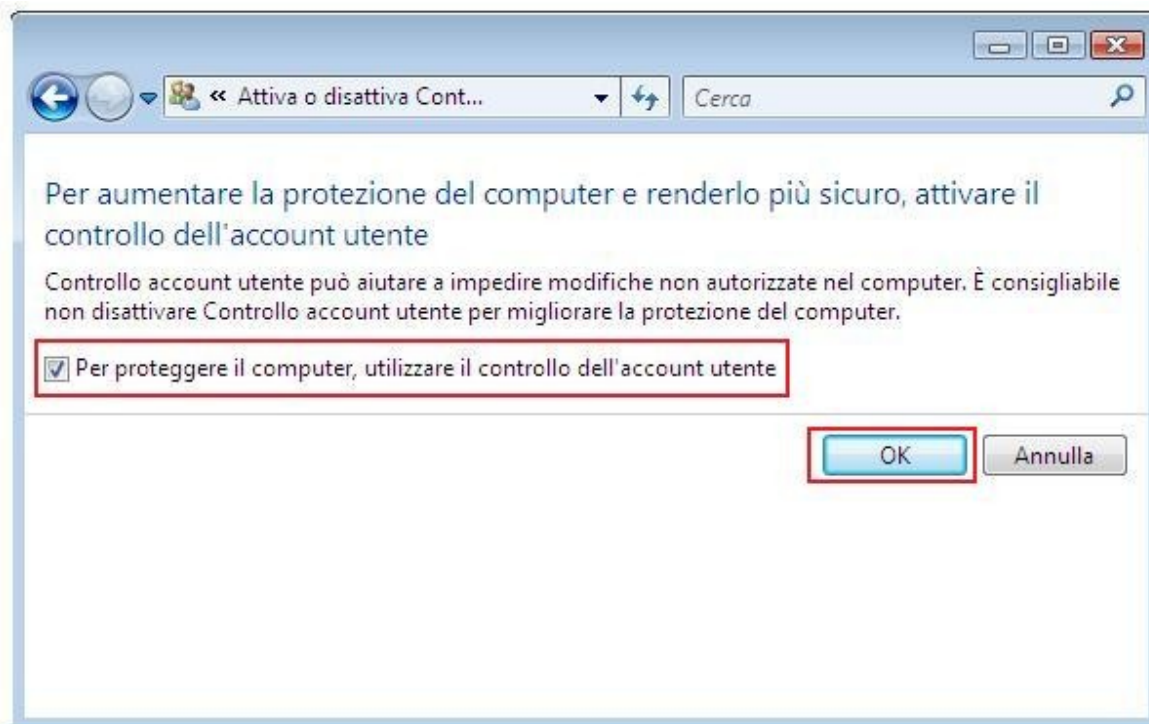 « Attiva o disattiva Cont...
Cerca
Per aumentare la protezione del computer e renderlo più sicuro, attivare il
controllo dell'account utente
Controllo account utente può aiutare a impedire modifiche non autorizzate nel computer. È consigliabile
non disattivare Controllo account utente per migliorare la protezione del computer.
Per proteggere il computer, utilizzare il controllo dell'account utente
OK
Annulla